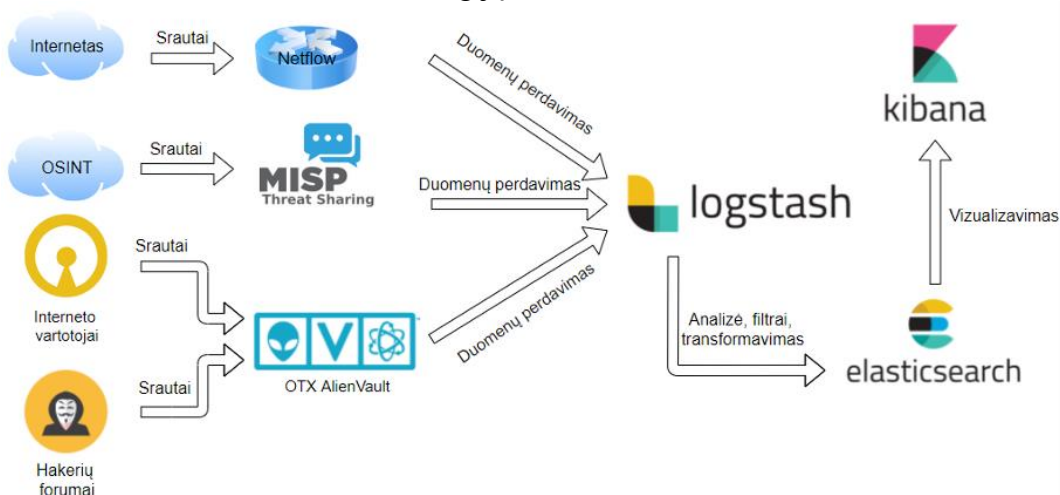 Internetas
Srautai
Netflow
Duomenų perdavimas
kibana
OSINT
Srautai
MISP
Threat Sharing
Duomenų perdavimas
logstash
Vizualizavimas
Srautai
Interneto
vartotojai
Duomenų perdavimas
Analizė, filtrai,
transformavimas
elasticsearch
V
OTX AlienVault
Srautai
Hakerių
forumai